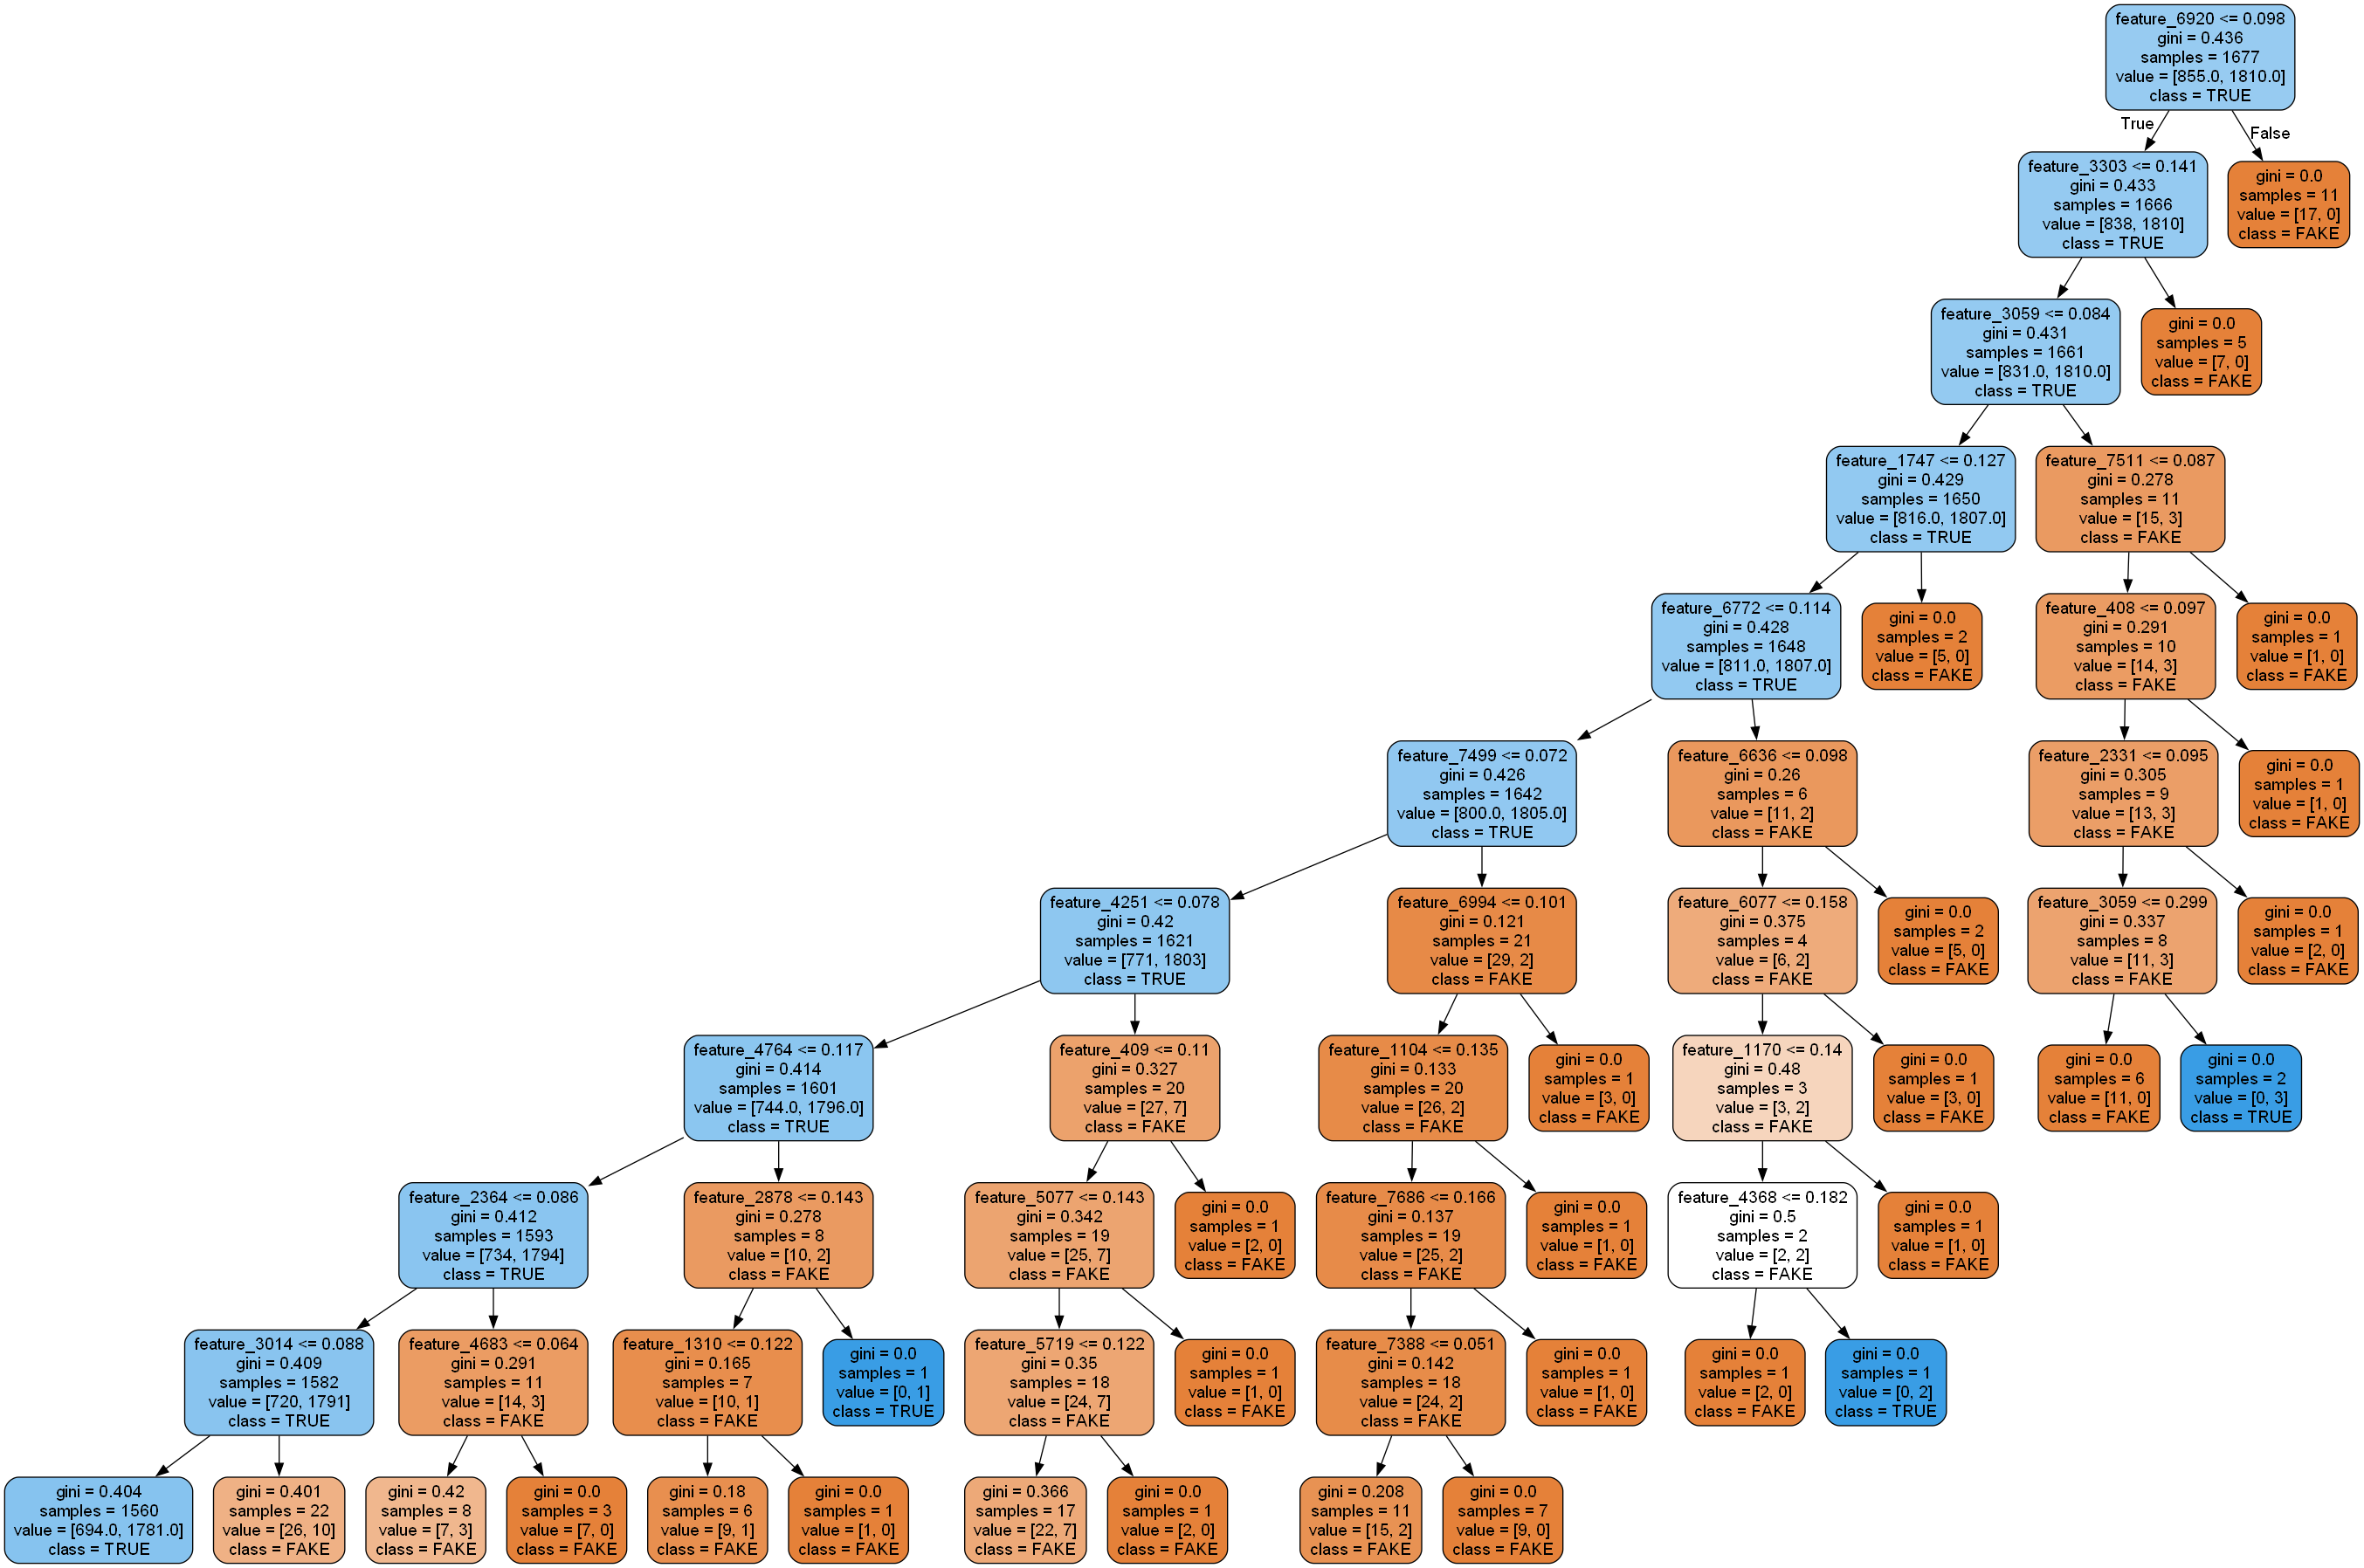 feature_6920 <= 0.098
gini = 0.436
samples = 1677
value = [855.0, 1810.0]
class = TRUE
True
False
feature_3303 <= 0.141
gini = 0.433
samples = 1666
value = [838, 1810]
class = TRUE
gini = 0.0
samples = 11
value = [17, 0]
class = FAKE
feature_3059 <= 0.084
gini = 0.431
samples = 1661
value = [831.0, 1810.0]
class = TRUE
gini = 0.0
samples = 5
value = [7, 0]
class = FAKE
feature_1747 <= 0.127
gini = 0.429
samples = 1650
value = [816.0, 1807.0]
class = TRUE
feature_7511 <= 0.087
gini = 0.278
samples = 11
value = [15, 3]
class = FAKE
feature_6772 <= 0.114
gini = 0.428
samples = 1648
value = [811.0, 1807.0]
class = TRUE
gini = 0.0
samples = 2
value = [5, 0]
class = FAKE
feature_408 <= 0.097
gini = 0.291
samples = 10
value = [14, 3]
class = FAKE
gini = 0.0
samples = 1
value = [1, 0]
class = FAKE
feature_7499 <= 0.072
gini = 0.426
samples = 1642
value = [800.0, 1805.0]
class = TRUE
feature_6636 <= 0.098
gini = 0.26
samples = 6
value = [11, 2]
class = FAKE
feature_2331 <= 0.095
gini = 0.305
samples = 9
value = [13, 3]
class = FAKE
gini = 0.0
samples = 1
value = [1, 0]
class = FAKE
feature_4251 <= 0.078
gini = 0.42
samples = 1621
value = [771, 1803]
class = TRUE
feature_6994 <= 0.101
gini = 0.121
samples = 21
value = [29, 2]
class = FAKE
feature_6077 <= 0.158
gini = 0.375
samples = 4
value = [6, 2]
class = FAKE
gini = 0.0
samples = 2
value = [5, 0]
class = FAKE
feature_3059 <= 0.299
gini = 0.337
samples = 8
value = [11, 3]
class = FAKE
gini = 0.0
samples = 1
value = [2, 0]
class = FAKE
feature_4764 <= 0.117
gini = 0.414
samples = 1601
value = [744.0, 1796.0]
class = TRUE
feature_409 <= 0.11
gini = 0.327
samples = 20
value = [27, 7]
class = FAKE
feature_1104 <= 0.135
gini = 0.133
samples = 20
value = [26, 2]
class = FAKE
gini = 0.0
samples = 1
value = [3, 0]
class = FAKE
feature_1170 <= 0.14
gini = 0.48
samples = 3
value = [3, 2]
class = FAKE
gini = 0.0
samples = 1
value = [3, 0]
class = FAKE
gini = 0.0
samples = 6
value = [11, 0]
class = FAKE
gini = 0.0
samples = 2
value = [0, 3]
class = TRUE
feature_2364 <= 0.086
gini = 0.412
samples = 1593
value = [734, 1794]
class = TRUE
feature_2878 <= 0.143
gini = 0.278
samples = 8
value = [10, 2]
class = FAKE
feature_5077 <= 0.143
gini = 0.342
samples = 19
value = [25, 7]
class = FAKE
gini = 0.0
samples = 1
value = [2, 0]
class = FAKE
feature_7686 <= 0.166
gini = 0.137
samples = 19
value = [25, 2]
class = FAKE
gini = 0.0
samples = 1
value = [1, 0]
class = FAKE
feature_4368 <= 0.182
gini = 0.5
samples = 2
value = [2, 2]
class = FAKE
gini = 0.0
samples = 1
value = [1, 0]
class = FAKE
feature_3014 <= 0.088
gini = 0.409
samples = 1582
value = [720, 1791]
class = TRUE
feature_4683 <= 0.064
gini = 0.291
samples = 11
value = [14, 3]
class = FAKE
feature_1310 <= 0.122
gini = 0.165
samples = 7
value = [10, 1]
class = FAKE
gini = 0.0
samples = 1
value = [0, 1]
class = TRUE
feature_5719 <= 0.122
gini = 0.35
samples = 18
value = [24, 7]
class = FAKE
gini = 0.0
samples = 1
value = [1, 0]
class = FAKE
feature_7388 <= 0.051
gini = 0.142
samples = 18
value = [24, 2]
class = FAKE
gini = 0.0
samples = 1
value = [1, 0]
class = FAKE
gini = 0.0
samples = 1
value = [2, 0]
class = FAKE
gini = 0.0
samples = 1
value = [0, 2]
class = TRUE
gini = 0.404
samples = 1560
value = [694.0, 1781.0]
class = TRUE
gini = 0.401
samples = 22
value = [26, 10]
class = FAKE
gini = 0.42
samples = 8
value = [7, 3]
class = FAKE
gini = 0.0
samples = 3
value = [7, 0]
class = FAKE
gini = 0.18
samples = 6
value = [9, 1]
class = FAKE
gini = 0.0
samples = 1
value = [1, 0]
class = FAKE
gini = 0.366
samples = 17
value = [22, 7]
class = FAKE
gini = 0.0
samples = 1
value = [2, 0]
class = FAKE
gini = 0.208
samples = 11
value = [15, 2]
class = FAKE
gini = 0.0
samples = 7
value = [9, 0]
class = FAKE